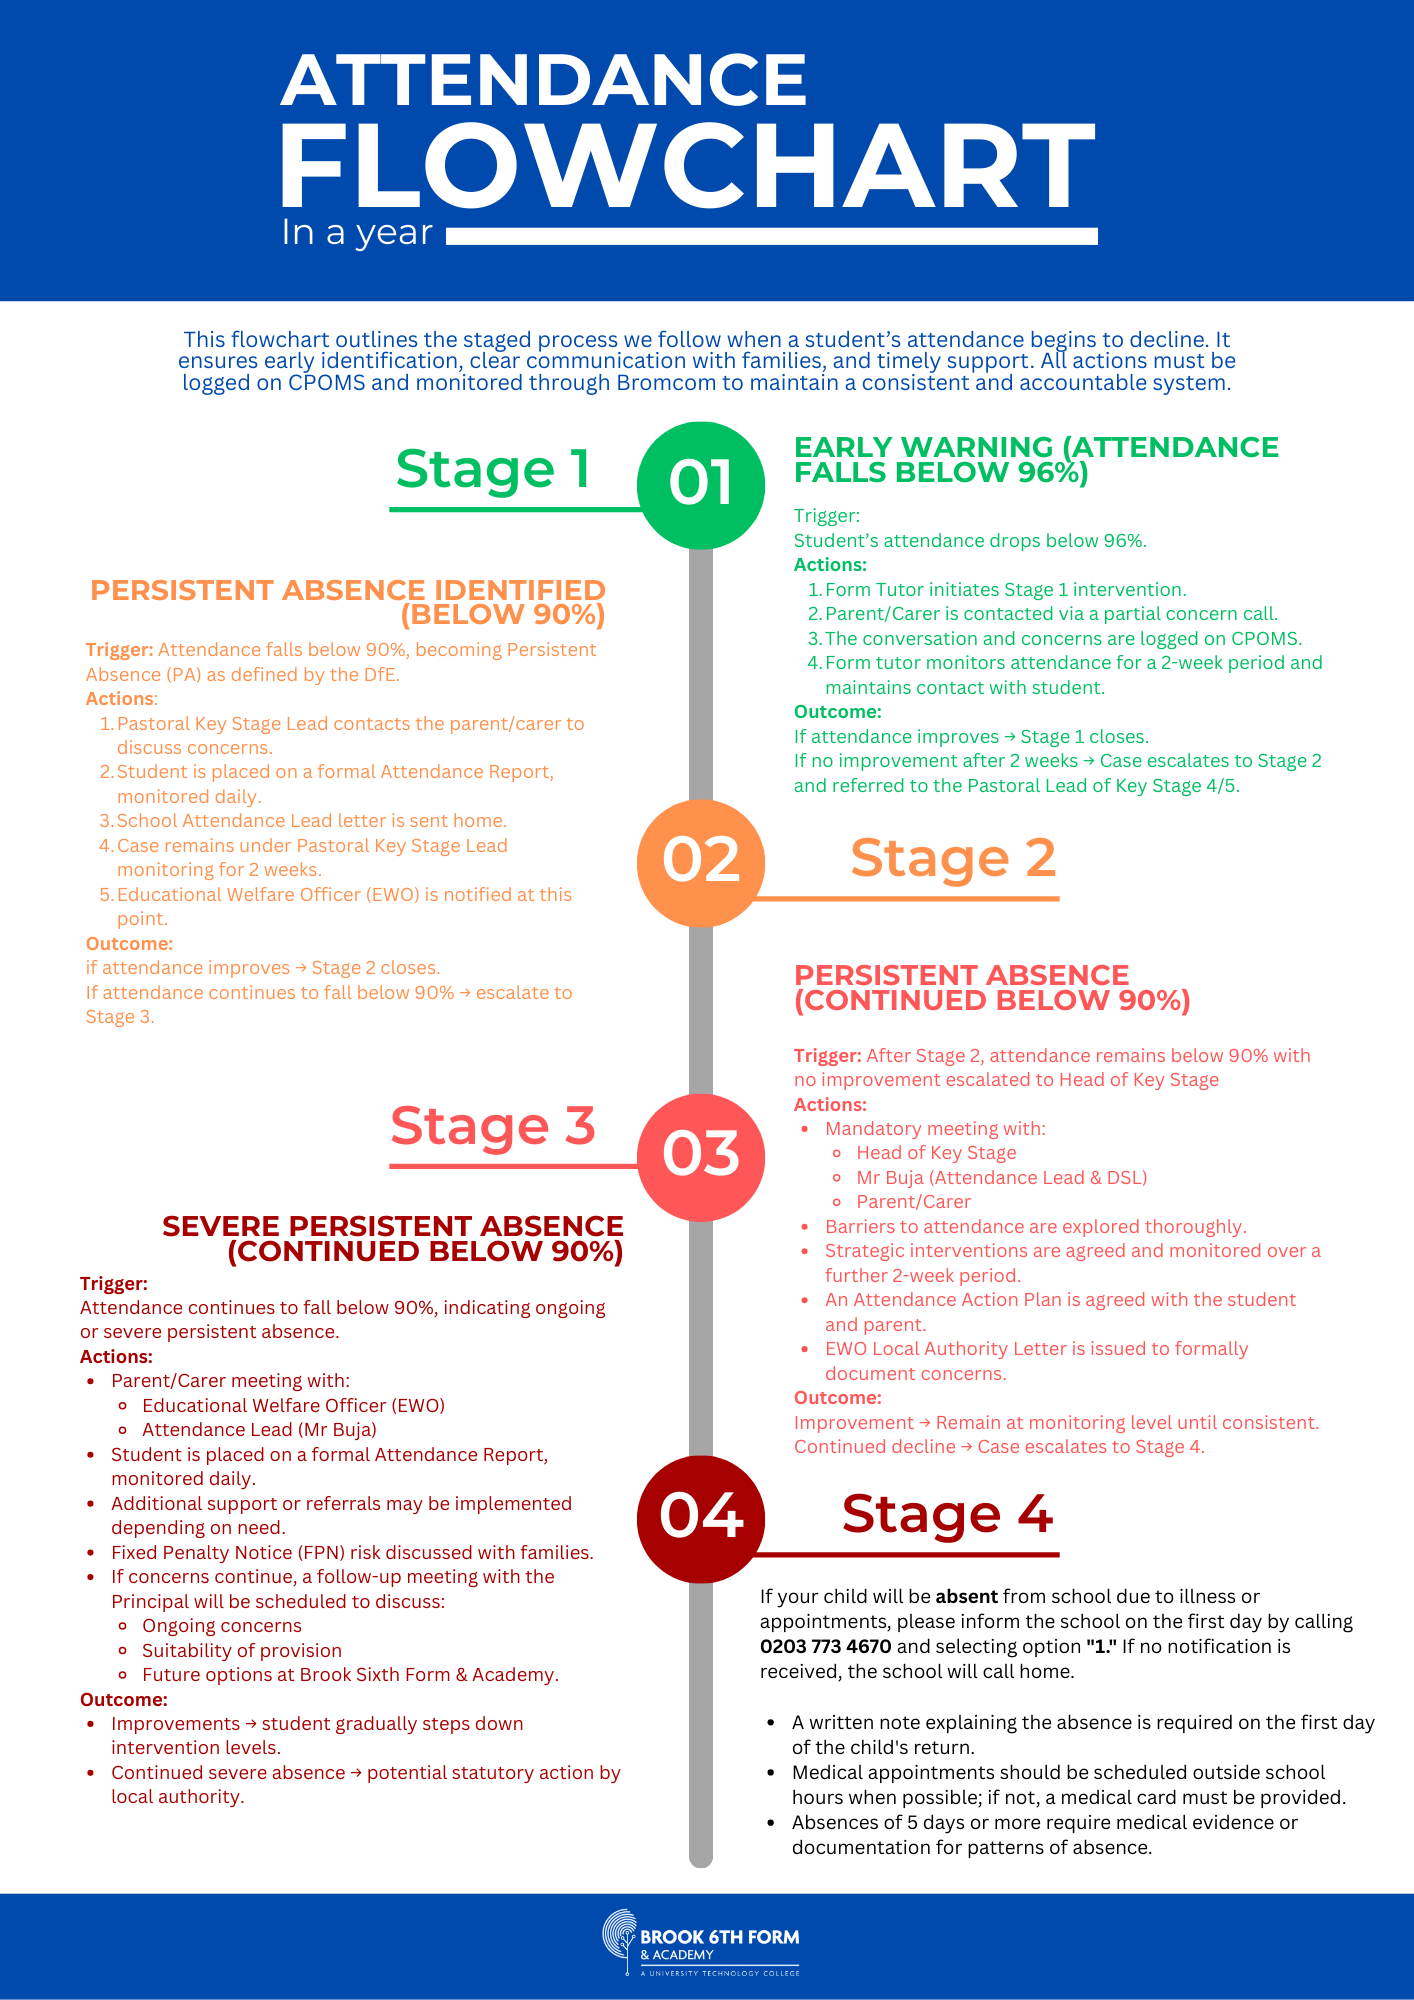 ATTENDANCE
FLOWCHART
In a year
This flowchart outlines the staged process we follow when a student's attendance begins to decline. It
ensures early identification, clear communication with families, and timely support. All actions must be
logged on CPOMS and monitored through Bromcom to maintain a consistent and accountable system.
Stage 1
01
EARLY WARNING (ATTENDANCE
FALLS BELOW 96%)
Trigger:
Student's attendance drops below 96%.
Actions:
1. Form Tutor initiates Stage 1 intervention.
2. Parent/Carer is contacted via a partial concern call.
3. The conversation and concerns are logged on CPOMS.
4. Form tutor monitors attendance for a 2-week period and
maintains contact with student.
Outcome:
If attendance improves → Stage 1 closes.
If no improvement after 2 weeks → Case escalates to Stage 2
and referred to the Pastoral Lead of Key Stage 4/5.
02
Stage 2
PERSISTENT ABSENCE IDENTIFIED
(BELOW 90%)
Trigger: Attendance falls below 90%, becoming Persistent
Absence (PA) as defined by the DfE.
Actions:
1. Pastoral Key Stage Lead contacts the parent/carer to
discuss concerns.
2. Student is placed on a formal Attendance Report,
monitored daily.
3. School Attendance Lead letter is sent home.
4. Case remains under Pastoral Key Stage Lead
monitoring for 2 weeks.
5. Educational Welfare Officer (EWO) is notified at this
point.
Outcome:
if attendance improves → Stage 2 closes.
If attendance continues to fall below 90% → escalate to
Stage 3.
Stage 3
03
PERSISTENT ABSENCE
(CONTINUED BELOW 90%)
Trigger: After Stage 2, attendance remains below 90% with
no improvement escalated to Head of Key Stage
Actions:
• Mandatory meeting with:
◦ Head of Key Stage
◦ Mr Buja (Attendance Lead & DSL)
◦ Parent/Carer
• Barriers to attendance are explored thoroughly.
• Strategic interventions are agreed and monitored over a
further 2-week period.
• An Attendance Action Plan is agreed with the student
and parent.
• EWO Local Authority Letter is issued to formally
document concerns.
Outcome:
Improvement → Remain at monitoring level until consistent.
Continued decline → Case escalates to Stage 4.
04
Stage 4
SEVERE PERSISTENT ABSENCE
(CONTINUED BELOW 90%)
Trigger:
Attendance continues to fall below 90%, indicating ongoing
or severe persistent absence.
Actions:
• Parent/Carer meeting with:
◦ Educational Welfare Officer (EWO)
◦ Attendance Lead (Mr Buja)
• Student is placed on a formal Attendance Report,
monitored daily.
• Additional support or referrals may be implemented
depending on need.
• Fixed Penalty Notice (FPN) risk discussed with families.
• If concerns continue, a follow-up meeting with the
Principal will be scheduled to discuss:
◦ Ongoing concerns
◦ Suitability of provision
◦ Future options at Brook Sixth Form & Academy.
Outcome:
• Improvements → student gradually steps down
intervention levels.
• Continued severe absence → potential statutory action by
local authority.
If your child will be absent from school due to illness or
appointments, please inform the school on the first day by calling
0203 773 4670 and selecting option "1." If no notification is
received, the school will call home.
• A written note explaining the absence is required on the first day
of the child's return.
• Medical appointments should be scheduled outside school
hours when possible; if not, a medical card must be provided.
• Absences of 5 days or more require medical evidence or
documentation for patterns of absence.
BROOK 6TH FORM
& ACADEMY
A UNIVERSITY TECHNOLOGY COLLEGE